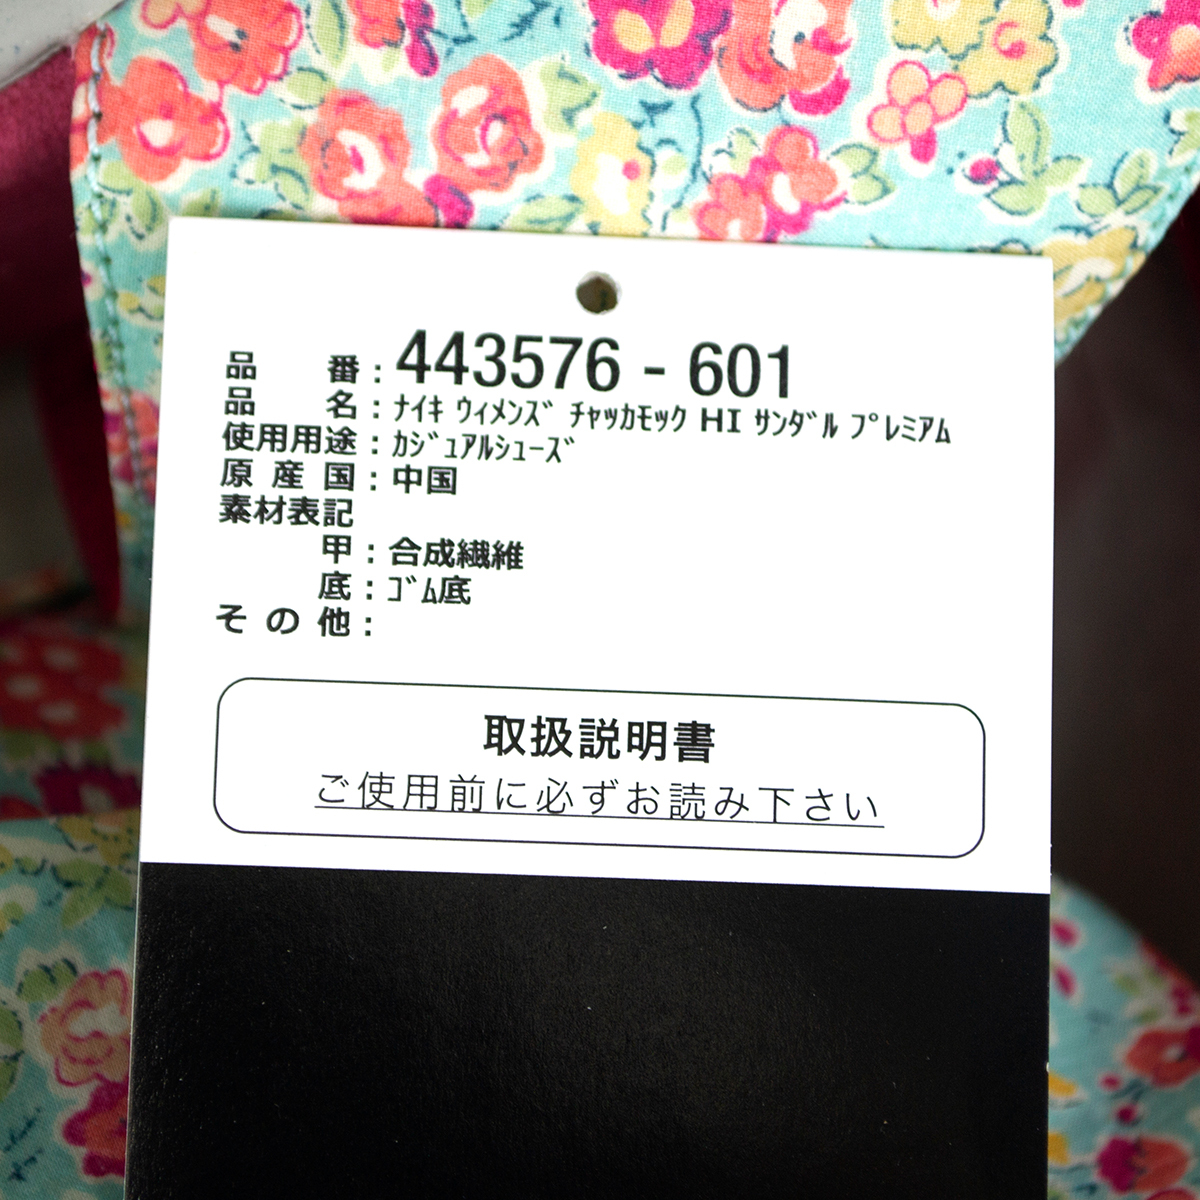 品番:443576-601
品名:ﾅｲｷ ｳｨﾒﾝｽﾞ ﾁｬｯｶﾓｯｸ HI ｻﾝﾀﾞﾙ ﾌﾟﾚﾐｱﾑ
使用用途:ｶｼﾞｭｱﾙｼｭｰｽﾞ
原産国:中国
素材表記
甲:合成繊維
底:ｺﾞﾑ底
その他:
取扱説明書
ご使用前に必ずお読み下さい